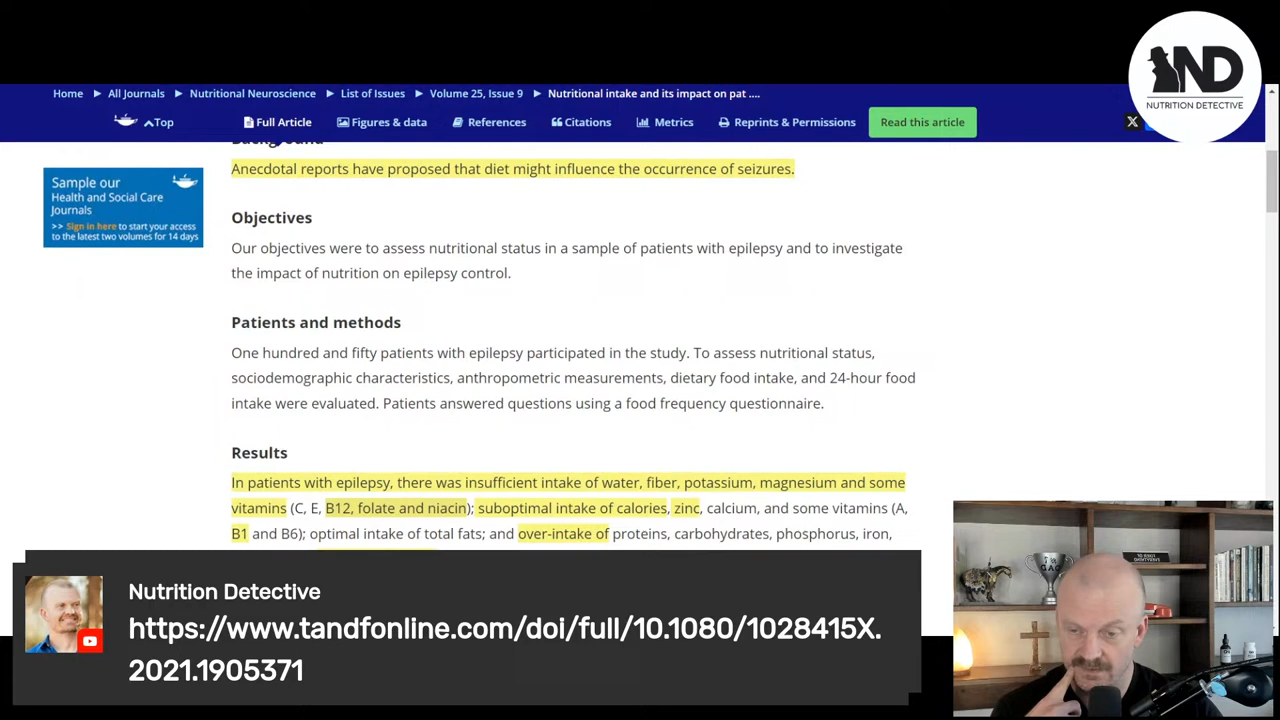 ND
NUTRITION DETECTIVE
Home ▶ All Journals ▶ Nutritional Neuroscience ▶ List of Issues ▶ Volume 25, Issue 9 ▶ Nutritional intake and its impact on pat ....
Top Full Article Figures & data References Citations Metrics Reprints & Permissions Read this article
Background
Anecdotal reports have proposed that diet might influence the occurrence of seizures.
Sample our
Health and Social Care
Journals
>> Sign in here to start your access
to the latest two volumes for 14 days
Objectives
Our objectives were to assess nutritional status in a sample of patients with epilepsy and to investigate
the impact of nutrition on epilepsy control.
Patients and methods
One hundred and fifty patients with epilepsy participated in the study. To assess nutritional status,
sociodemographic characteristics, anthropometric measurements, dietary food intake, and 24-hour food
intake were evaluated. Patients answered questions using a food frequency questionnaire.
Results
In patients with epilepsy, there was insufficient intake of water, fiber, potassium, magnesium and some
vitamins (C, E, B12, folate and niacin); suboptimal intake of calories, zinc, calcium, and some vitamins (A,
B1 and B6); optimal intake of total fats; and over-intake of proteins, carbohydrates, phosphorus, iron,
Nutrition Detective
https://www.tandfonline.com/doi/full/10.1080/1028415X.
2021.1905371